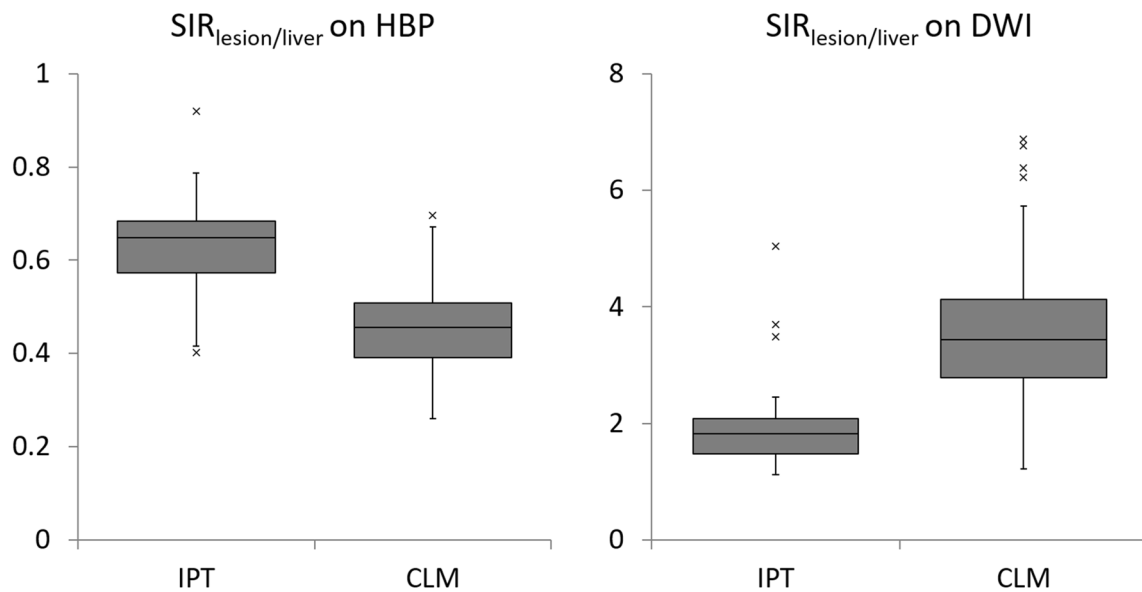 SIRlesion/liver on HBP
1
0.8
0.6
0.4
0.2
0
IPT CLM
SIRlesion/liver on DWI
8
6
4
2
0
IPT CLM